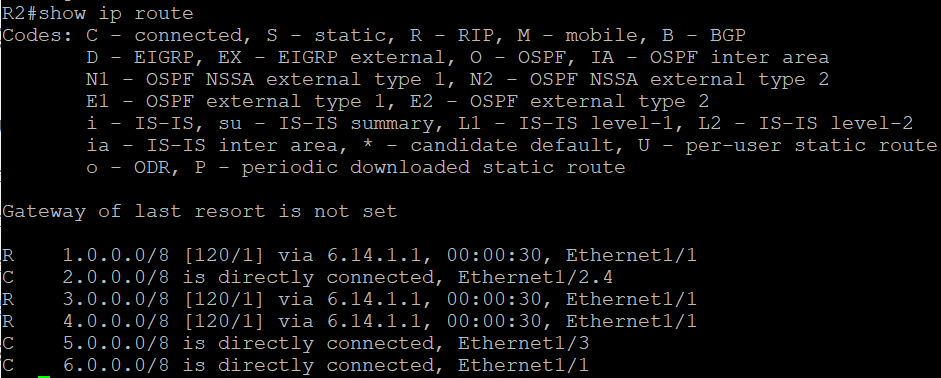 R2#show ip route
Codes: C - connected, S - static, R - RIP, M - mobile, B - BGP
       D - EIGRP, EX - EIGRP external, O - OSPF, IA - OSPF inter area
       N1 - OSPF NSSA external type 1, N2 - OSPF NSSA external type 2
       E1 - OSPF external type 1, E2 - OSPF external type 2
       i - IS-IS, su - IS-IS summary, L1 - IS-IS level-1, L2 - IS-IS level-2
       ia - IS-IS inter area, * - candidate default, U - per-user static route
       o - ODR, P - periodic downloaded static route

Gateway of last resort is not set

R    1.0.0.0/8 [120/1] via 6.14.1.1, 00:00:30, Ethernet1/1
C    2.0.0.0/8 is directly connected, Ethernet1/2.4
R    3.0.0.0/8 [120/1] via 6.14.1.1, 00:00:30, Ethernet1/1
R    4.0.0.0/8 [120/1] via 6.14.1.1, 00:00:30, Ethernet1/1
C    5.0.0.0/8 is directly connected, Ethernet1/3
C    6.0.0.0/8 is directly connected, Ethernet1/1